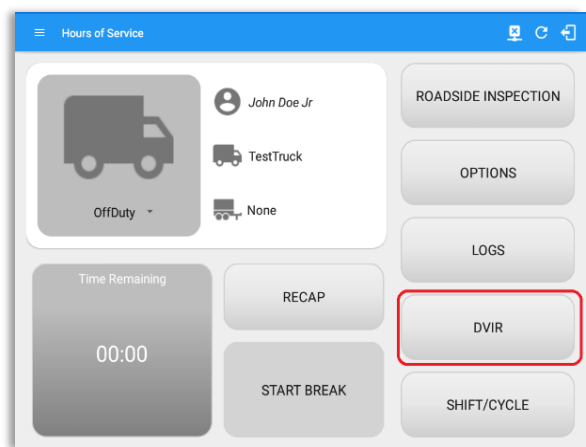 Hours of Service
John Doe Jr
TestTruck
None
OffDuty
Time Remaining
00:00
RECAP
START BREAK
ROADSIDE INSPECTION
OPTIONS
LOGS
DVIR
SHIFT/CYCLE